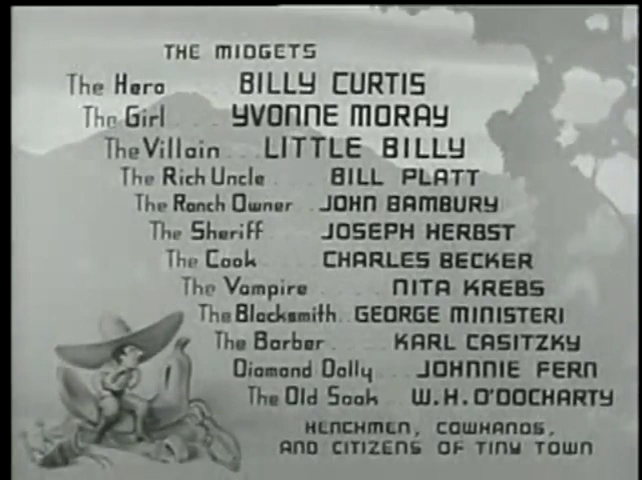 THE MIDGETS
The Hero BILLY CURTIS
The Girl YVONNE MORAY
The Villain LITTLE BILLY
The Rich Uncle BILL PLATT
The Ranch Owner JOHN BAMBURY
The Sheriff JOSEPH HERBST
The Cook CHARLES BECKER
The Vampire NITA KREBS
The Blacksmith GEORGE MINISTERI
The Barber KARL CASITZKY
Diamond Dolly JOHNNIE FERN
The Old Soak W.H. O'DOCHARTY
HENCHMEN, COWHANDS,
AND CITIZENS OF TINY TOWN